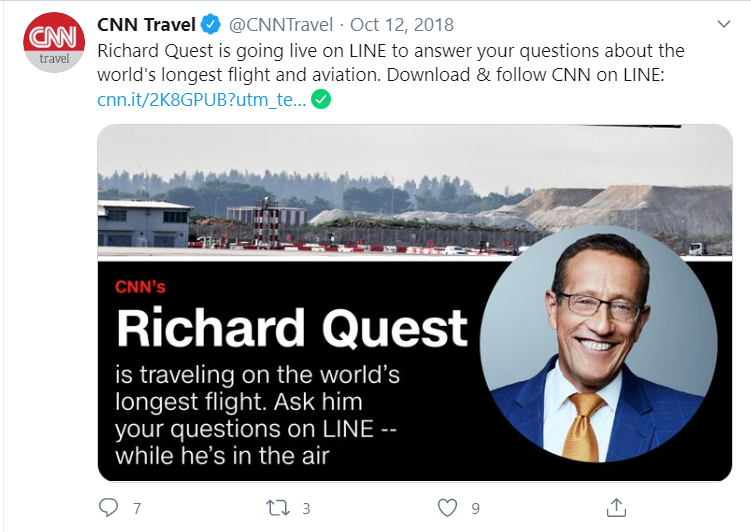 CNN
travel
CNN Travel @CNNTravel · Oct 12, 2018
Richard Quest is going live on LINE to answer your questions about the
world's longest flight and aviation. Download & follow CNN on LINE:
cnn.it/2K8GPUB?utm_te...
CNN's
Richard Quest
is traveling on the world's
longest flight. Ask him
your questions on LINE --
while he's in the air
7
3
9